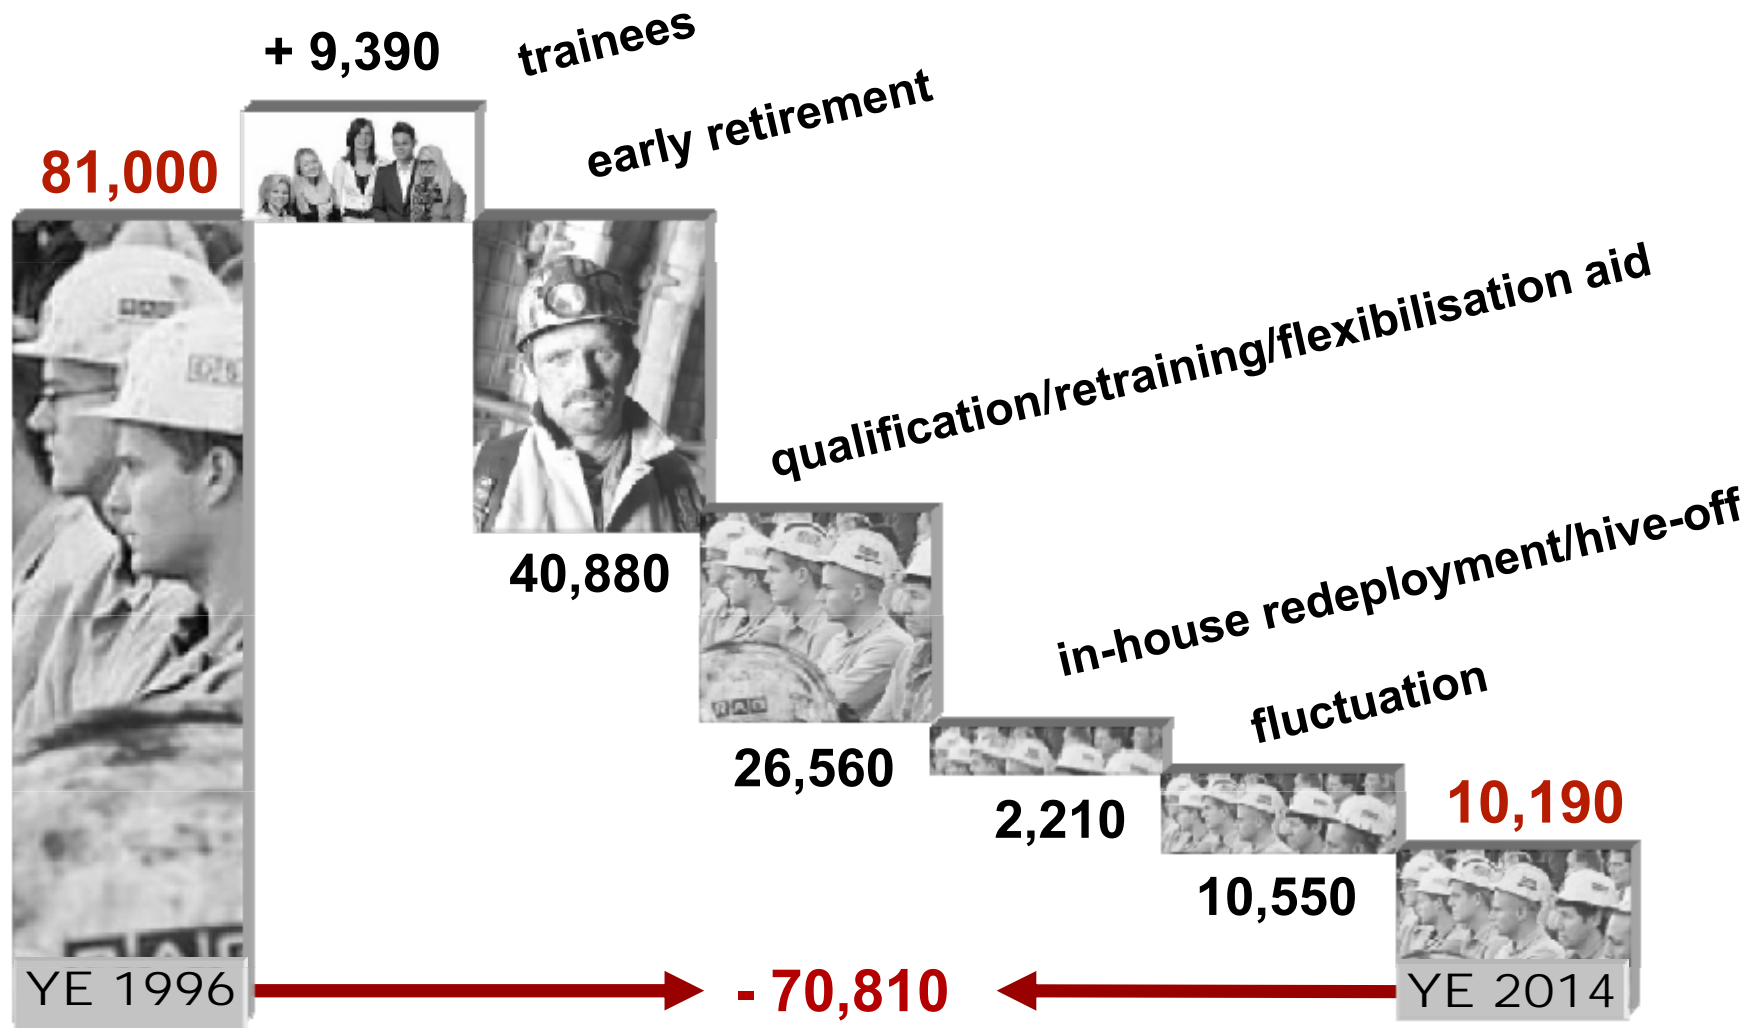 + 9,390
trainees
early retirement
81,000
qualification/retraining/flexibilisation aid
40,880
in-house redeployment/hive-off
26,560
fluctuation
2,210
10,190
10,550
RAG
YE 1996
- 70,810
YE 2014